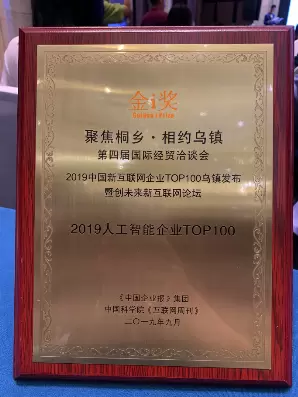 金i奖
Golden i Prize
聚焦桐乡·相约乌镇
第四届国际经贸洽谈会
2019中国新互联网企业TOP100乌镇发布
暨创未来新互联网论坛
2019人工智能企业TOP100
《中国企业报》集团
中国科学院《互联网周刊》
二〇一九年九月